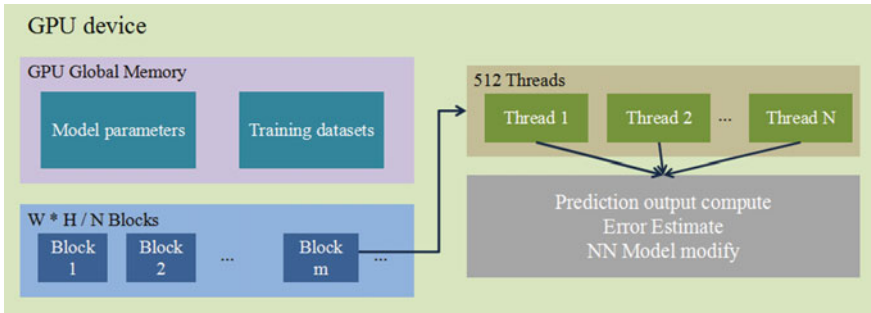 GPU device
GPU Global Memory
Model parameters
Training datasets
W * H / N Blocks
Block
1
Block
2
...
Block
m
...
512 Threads
Thread 1
Thread 2
...
Thread N
Prediction output compute
Error Estimate
NN Model modify